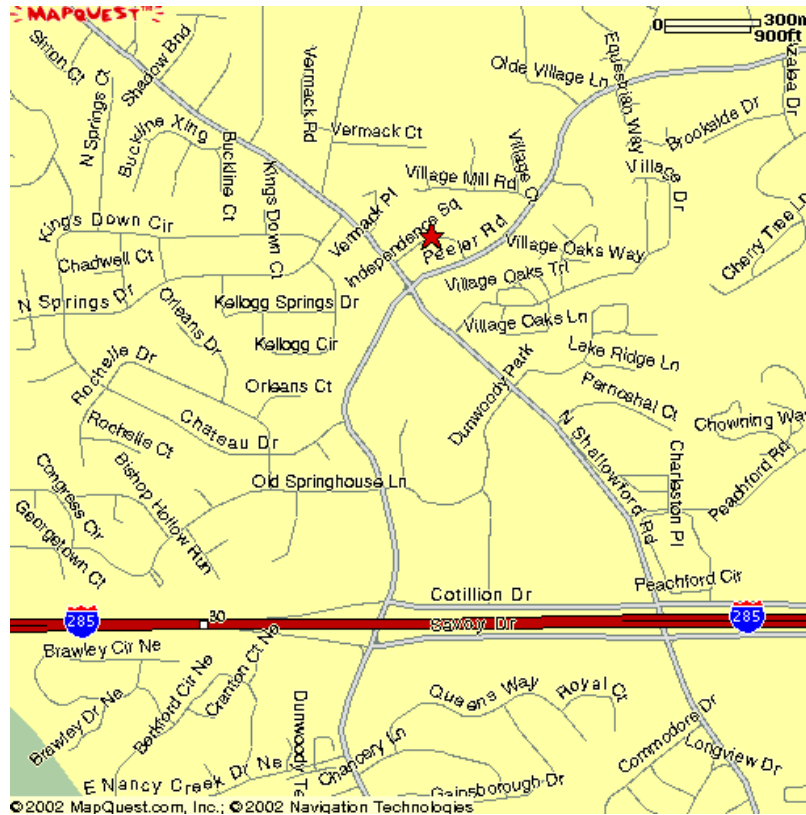 MAPQUEST™
0 300m
900ft
Shadow Bnd
N Springs Ct
Buckline Xing
Buckline Ct
Kings Down Ct
Vermack Rd
Vermack Ct
Olde Village Ln
Equestrian Way
Azalea Dr
Brookside Dr
Village Dr
Village Mill Rd
Village Ct
Vermack Pl
Independence Sq
Peeler Rd
Kings Down Cir
Chadwell Ct
N Springs Dr
Orleans Dr
Kellogg Springs Dr
Kellogg Cir
Village Oaks Way
Village Oaks Trl
Village Oaks Ln
Cherry Tree Ln
Lake Ridge Ln
Dunwoody Park
Pernoshal Ct
Rochelle Dr
Orleans Ct
Chateau Dr
Rochelle Ct
N Shallowford Rd
Chowning Way
Charleston Pl
Peachford Rd
Old Springhouse Ln
Bishop Hollow Run
Congress Cir
Georgetown Ct
Peachford Cir
Cotillion Dr
285
30
Savoy Dr
285
Brawley Cir Ne
Brawley Dr Ne
Berkford Cir Ne
Cranton Ct Ne
Dunwoody Te
Queens Way
Royal Ct
Chancery Ln
E Nancy Creek Dr Ne
Gainsborough Dr
Commodore Dr
Longview Dr
©2002 MapQuest.com, Inc.; ©2002 Navigation Technologies